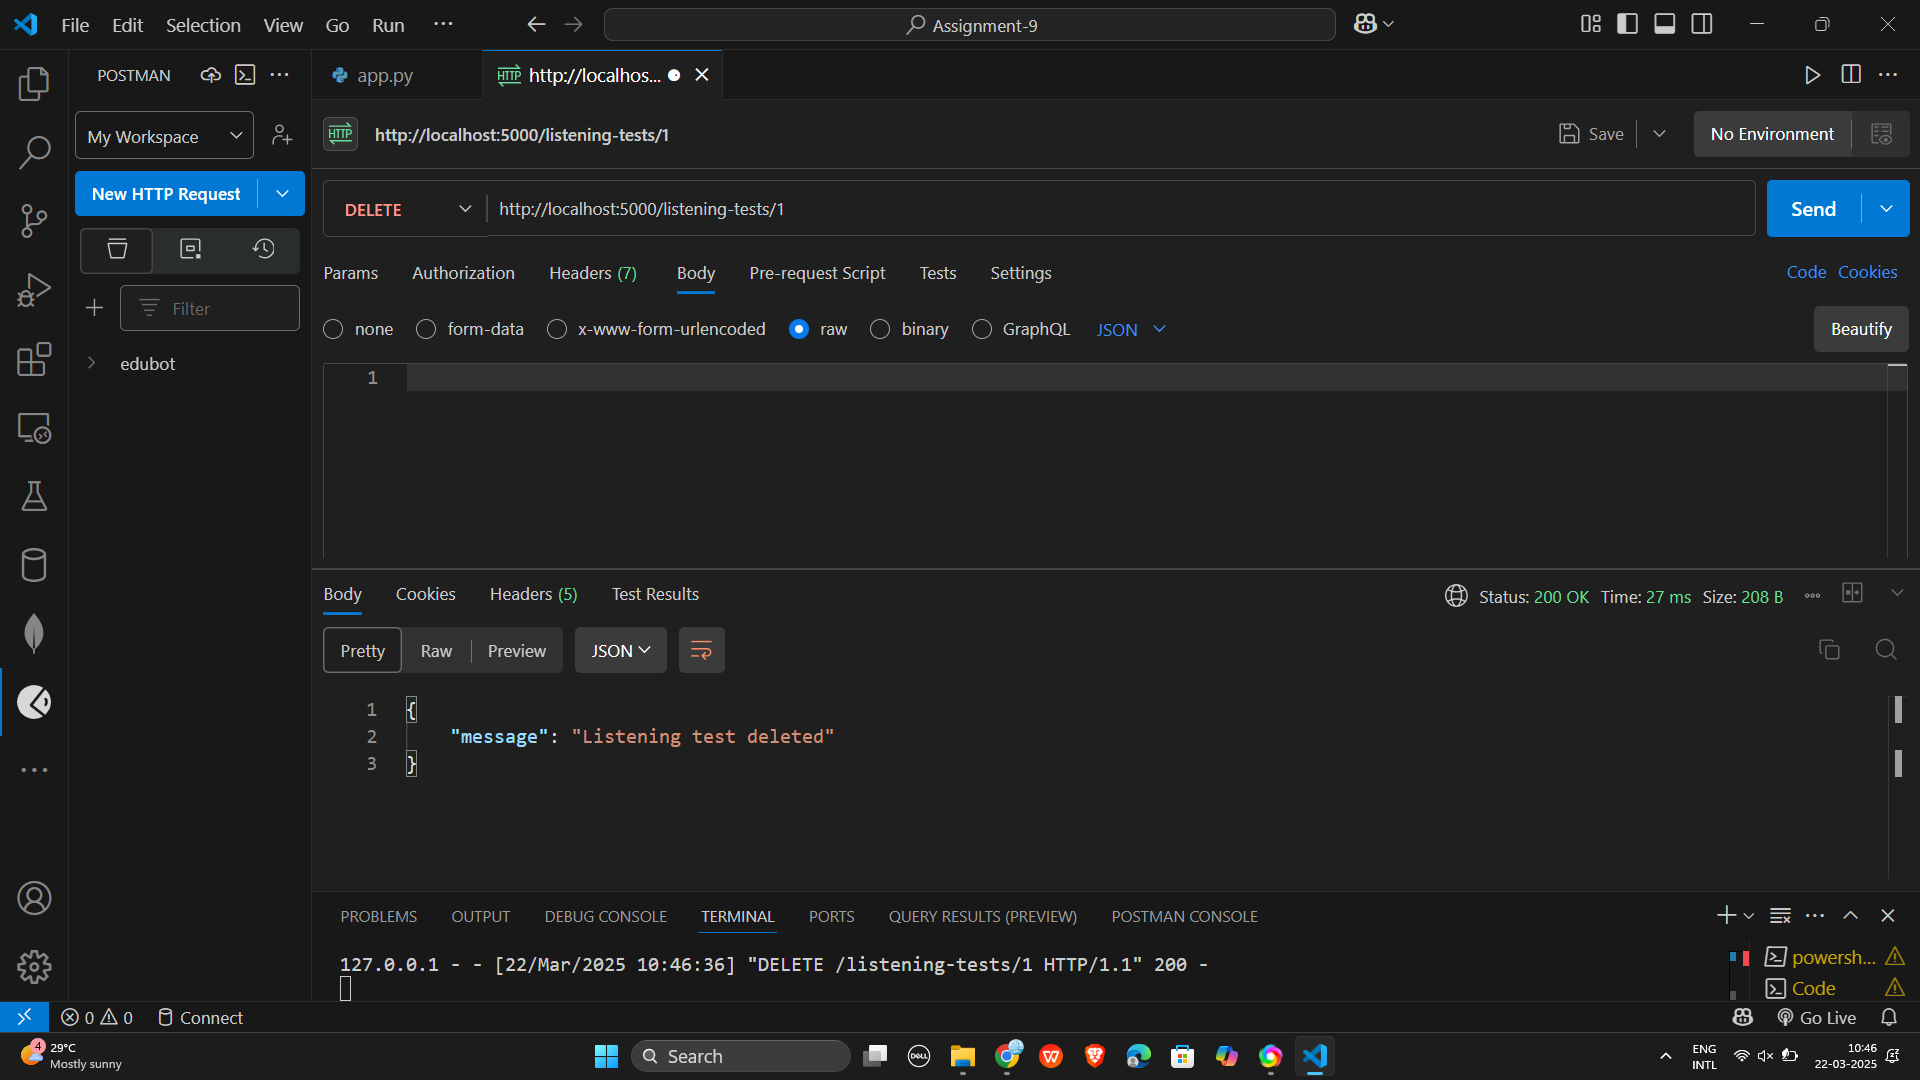 File Edit Selection View Go Run ···
Assignment-9
POSTMAN
app.py
HTTP http://localhos...
My Workspace
HTTP http://localhost:5000/listening-tests/1
Save
No Environment
New HTTP Request
DELETE http://localhost:5000/listening-tests/1
Send
Params Authorization Headers (7) Body Pre-request Script Tests Settings
Code Cookies
Filter
none form-data x-www-form-urlencoded raw binary GraphQL JSON
Beautify
edubot
1
Body Cookies Headers (5) Test Results
Status: 200 OK Time: 27 ms Size: 208 B
Pretty Raw Preview JSON
1 {
2 "message": "Listening test deleted"
3 }
PROBLEMS OUTPUT DEBUG CONSOLE TERMINAL PORTS QUERY RESULTS (PREVIEW) POSTMAN CONSOLE
127.0.0.1 - - [22/Mar/2025 10:46:36] "DELETE /listening-tests/1 HTTP/1.1" 200 -
powersh...
Code
0 0 Connect
Go Live
4
29°C
Mostly sunny
Search
DELL
W
ENG
INTL
10:46
22-03-2025